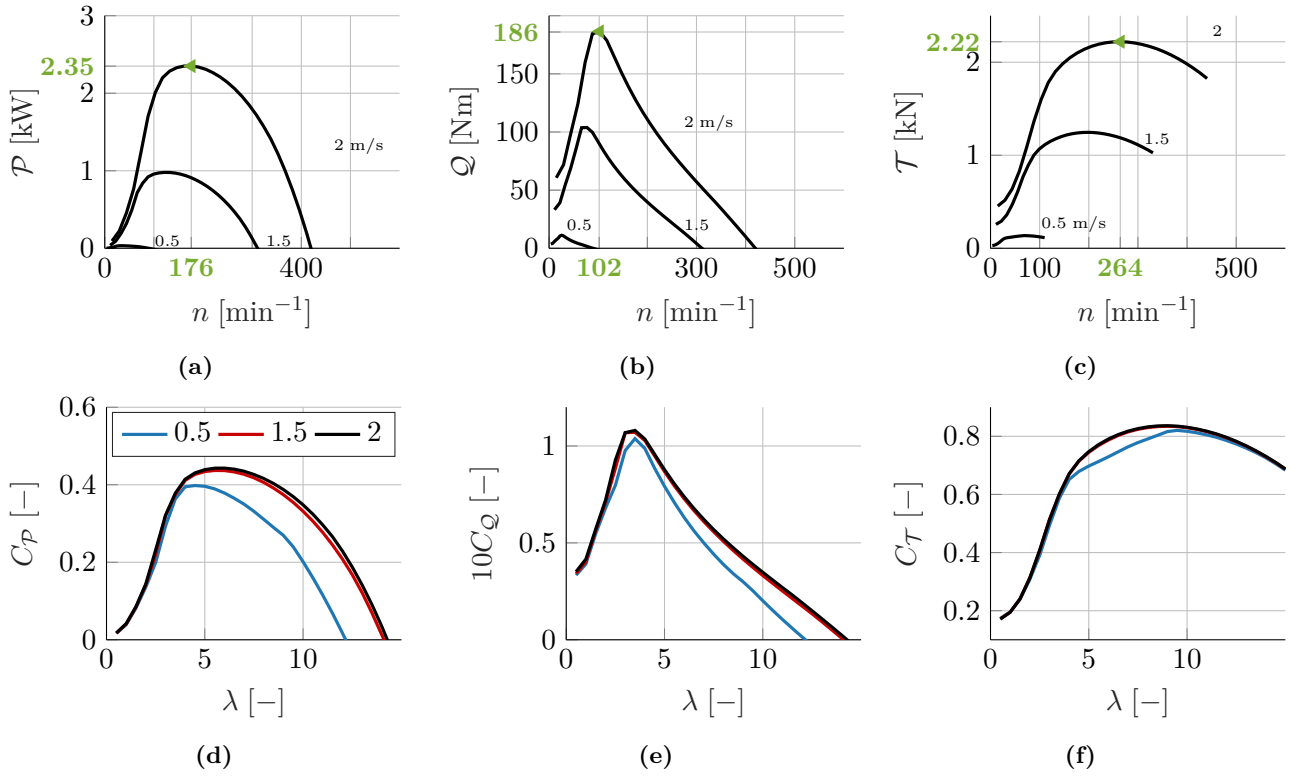 3
2.35
2
1
0
𝒫 [kW]
2 m/s
0.5
1.5
0
176
400
n [min⁻¹]
(a)
186
150
100
50
0
𝒬 [Nm]
2 m/s
0.5
1.5
0
102
300
500
n [min⁻¹]
(b)
2.22
2
1
0
𝒯 [kN]
2
1.5
0.5 m/s
0
100
264
500
n [min⁻¹]
(c)
0.6
0.4
0.2
0
C𝒫 [−]
0.5 1.5 2
0
5
10
λ [−]
(d)
1
0.5
0
10C𝒬 [−]
0
5
10
λ [−]
(e)
0.8
0.6
0.4
0.2
C𝒯 [−]
0
5
10
λ [−]
(f)